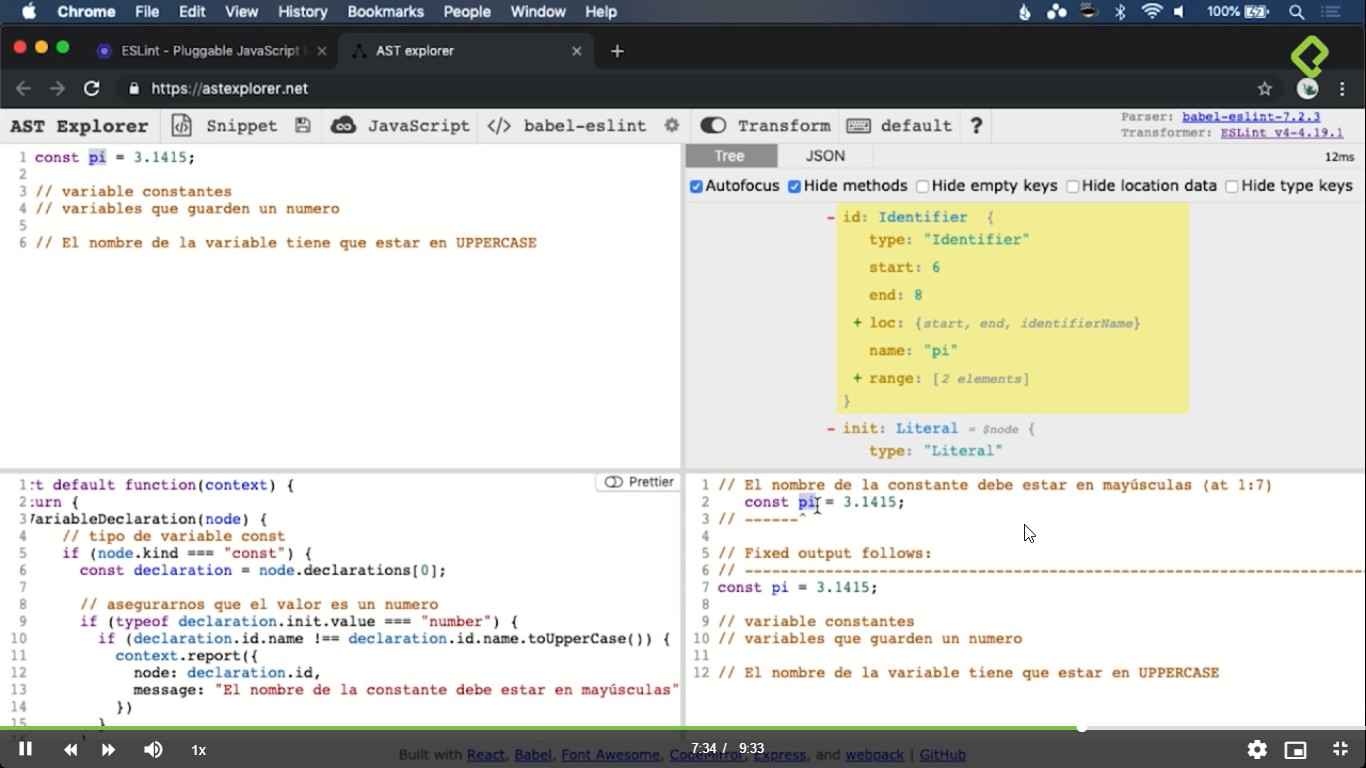 Chrome File Edit View History Bookmarks People Window Help 100%
ESLint - Pluggable JavaScript
AST explorer
https://astexplorer.net
AST Explorer Snippet JavaScript </> babel-eslint Transform default ?
Parser: babel-eslint-7.2.3
Transformer: ESLint v4-4.19.1
1 const pi = 3.1415;
2
3 // variable constantes
4 // variables que guarden un numero
5
6 // El nombre de la variable tiene que estar en UPPERCASE
Tree JSON 12ms
Autofocus Hide methods Hide empty keys Hide location data Hide type keys
- id: Identifier {
type: "Identifier"
start: 6
end: 8
+ loc: {start, end, identifierName}
name: "pi"
+ range: [2 elements]
}
- init: Literal = $node {
type: "Literal"
Prettier
1 :t default function(context) {
2 :urn {
3 /ariableDeclaration(node) {
4 // tipo de variable const
5 if (node.kind === "const") {
6 const declaration = node.declarations[0];
7
8 // asegurarnos que el valor es un numero
9 if (typeof declaration.init.value === "number") {
10 if (declaration.id.name !== declaration.id.name.toUpperCase()) {
11 context.report({
12 node: declaration.id,
13 message: "El nombre de la constante debe estar en mayúsculas"
14 })
15 }
1 // El nombre de la constante debe estar en mayúsculas (at 1:7)
2 const pi = 3.1415;
3 // ------^
4
5 // Fixed output follows:
6 // --------------------------------------------------------------------------------
7 const pi = 3.1415;
8
9 // variable constantes
10 // variables que guarden un numero
11
12 // El nombre de la variable tiene que estar en UPPERCASE
1x 7:34 / 9:33
Built with React, Babel, Font Awesome, CodeMirror, Express, and webpack | GitHub